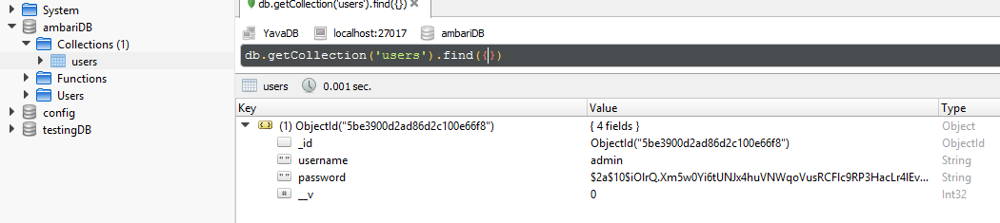 System
ambariDB
Collections (1)
users
Functions
Users
config
testingDB
db.getCollection('users').find({})
YavaDB localhost:27017 ambariDB
db.getCollection('users').find({})
users 0.001 sec.
Key Value Type
(1) ObjectId("5be3900d2ad86d2c100e66f8") { 4 fields } Object
_id ObjectId("5be3900d2ad86d2c100e66f8") ObjectId
username admin String
password $2a$10$iOIrQ.Xm5w0Yi6tUNJx4huVNWqoVusRCFIc9RP3HacLr4lEv... String
__v 0 Int32